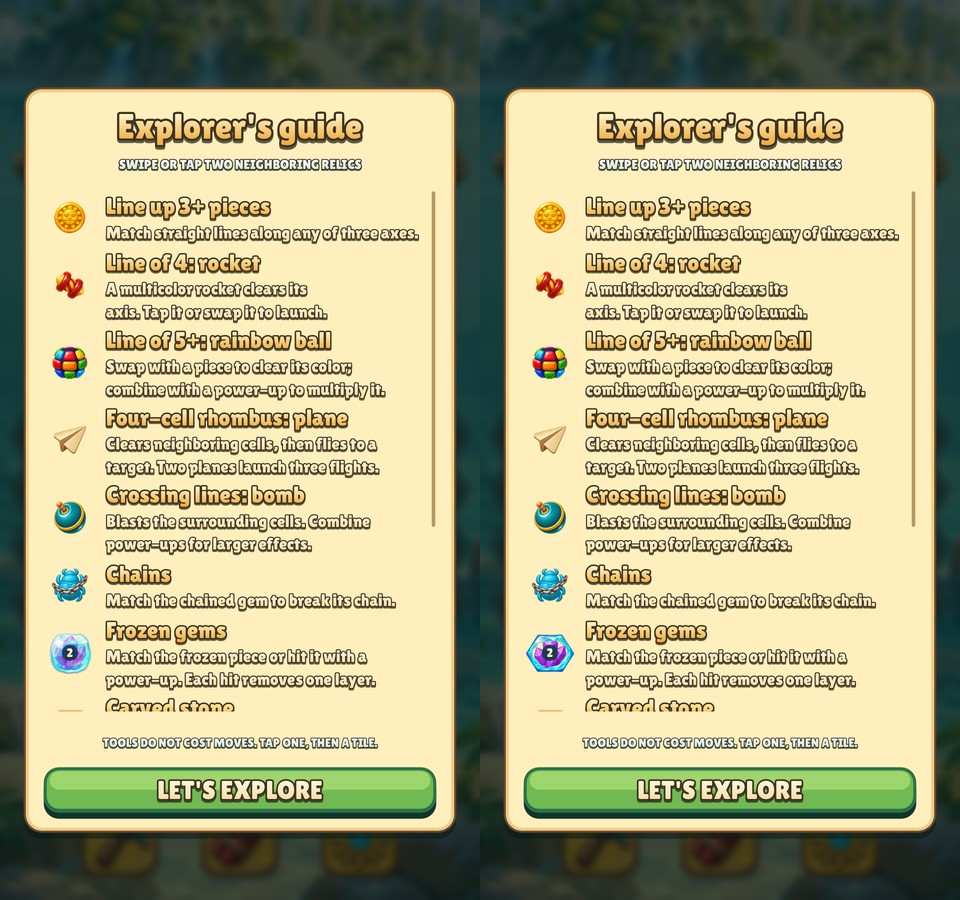 Explorer's guide
SWIPE OR TAP TWO NEIGHBORING RELICS
Line up 3+ pieces
Match straight lines along any of three axes.
Line of 4: rocket
A multicolor rocket clears its
axis. Tap it or swap it to launch.
Line of 5+: rainbow ball
Swap with a piece to clear its color;
combine with a power-up to multiply it.
Four-cell rhombus: plane
Clears neighboring cells, then flies to a
target. Two planes launch three flights.
Crossing lines: bomb
Blasts the surrounding cells. Combine
power-ups for larger effects.
Chains
Match the chained gem to break its chain.
Frozen gems
2
Match the frozen piece or hit it with a
power-up. Each hit removes one layer.
Carved stone
TOOLS DO NOT COST MOVES. TAP ONE, THEN A TILE.
LET'S EXPLORE
Explorer's guide
SWIPE OR TAP TWO NEIGHBORING RELICS
Line up 3+ pieces
Match straight lines along any of three axes.
Line of 4: rocket
A multicolor rocket clears its
axis. Tap it or swap it to launch.
Line of 5+: rainbow ball
Swap with a piece to clear its color;
combine with a power-up to multiply it.
Four-cell rhombus: plane
Clears neighboring cells, then flies to a
target. Two planes launch three flights.
Crossing lines: bomb
Blasts the surrounding cells. Combine
power-ups for larger effects.
Chains
Match the chained gem to break its chain.
Frozen gems
2
Match the frozen piece or hit it with a
power-up. Each hit removes one layer.
Carved stone
TOOLS DO NOT COST MOVES. TAP ONE, THEN A TILE.
LET'S EXPLORE